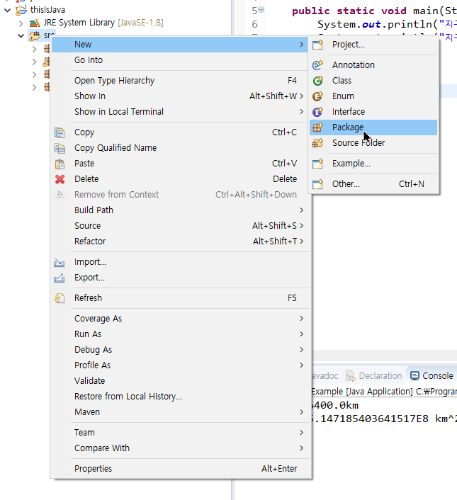 thisIsJava
JRE System Library [JavaSE-1.8]
src
New
Go Into
Open Type Hierarchy F4
Show In Alt+Shift+W
Show in Local Terminal
Copy Ctrl+C
Copy Qualified Name
Paste Ctrl+V
Delete Delete
Remove from Context Ctrl+Alt+Shift+Down
Build Path
Source Alt+Shift+S
Refactor Alt+Shift+T
Import...
Export...
Refresh F5
Coverage As
Run As
Debug As
Profile As
Validate
Restore from Local History...
Maven
Team
Compare With
Properties Alt+Enter
Project...
Annotation
Class
Enum
Interface
Package
Source Folder
Example...
Other... Ctrl+N
5 public static void main(St
6 System.out.println("지구
7
8
avadoc Declaration Console
Example [Java Application] C:₩Program
6400.0km
.147185403641517E8 km^2